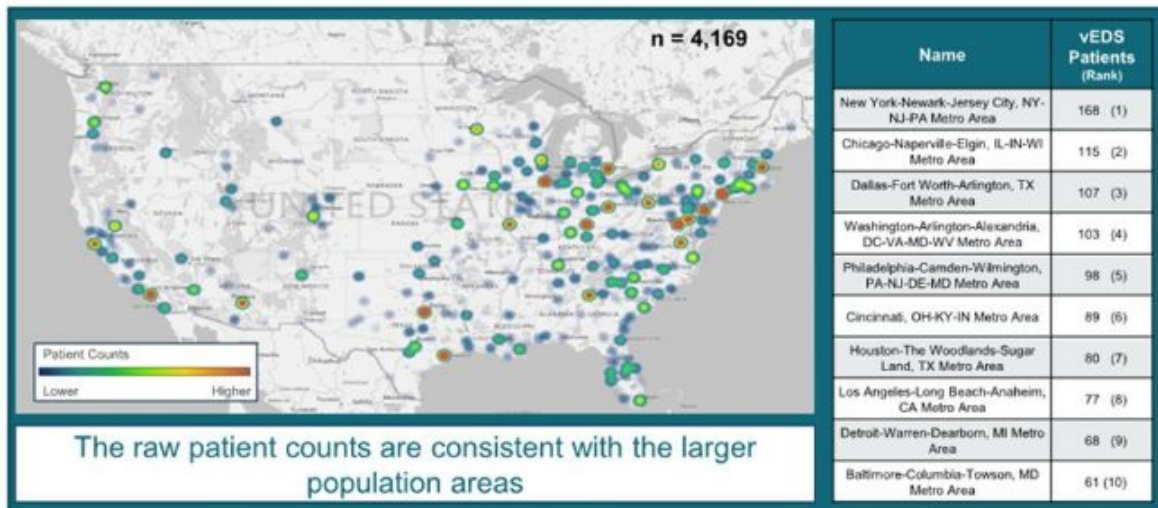 n = 4,169
UNITED STATES
Patient Counts
Lower Higher
The raw patient counts are consistent with the larger
population areas
Name
vEDS
Patients
(Rank)
New York-Newark-Jersey City, NY-
NJ-PA Metro Area
168 (1)
Chicago-Naperville-Elgin, IL-IN-WI
Metro Area
115 (2)
Dallas-Fort Worth-Arlington, TX
Metro Area
107 (3)
Washington-Arlington-Alexandria,
DC-VA-MD-WV Metro Area
103 (4)
Philadelphia-Camden-Wilmington,
PA-NJ-DE-MD Metro Area
98 (5)
Cincinnati, OH-KY-IN Metro Area
89 (6)
Houston-The Woodlands-Sugar
Land, TX Metro Area
80 (7)
Los Angeles-Long Beach-Anaheim,
CA Metro Area
77 (8)
Detroit-Warren-Dearborn, MI Metro
Area
68 (9)
Baltimore-Columbia-Towson, MD
Metro Area
61 (10)